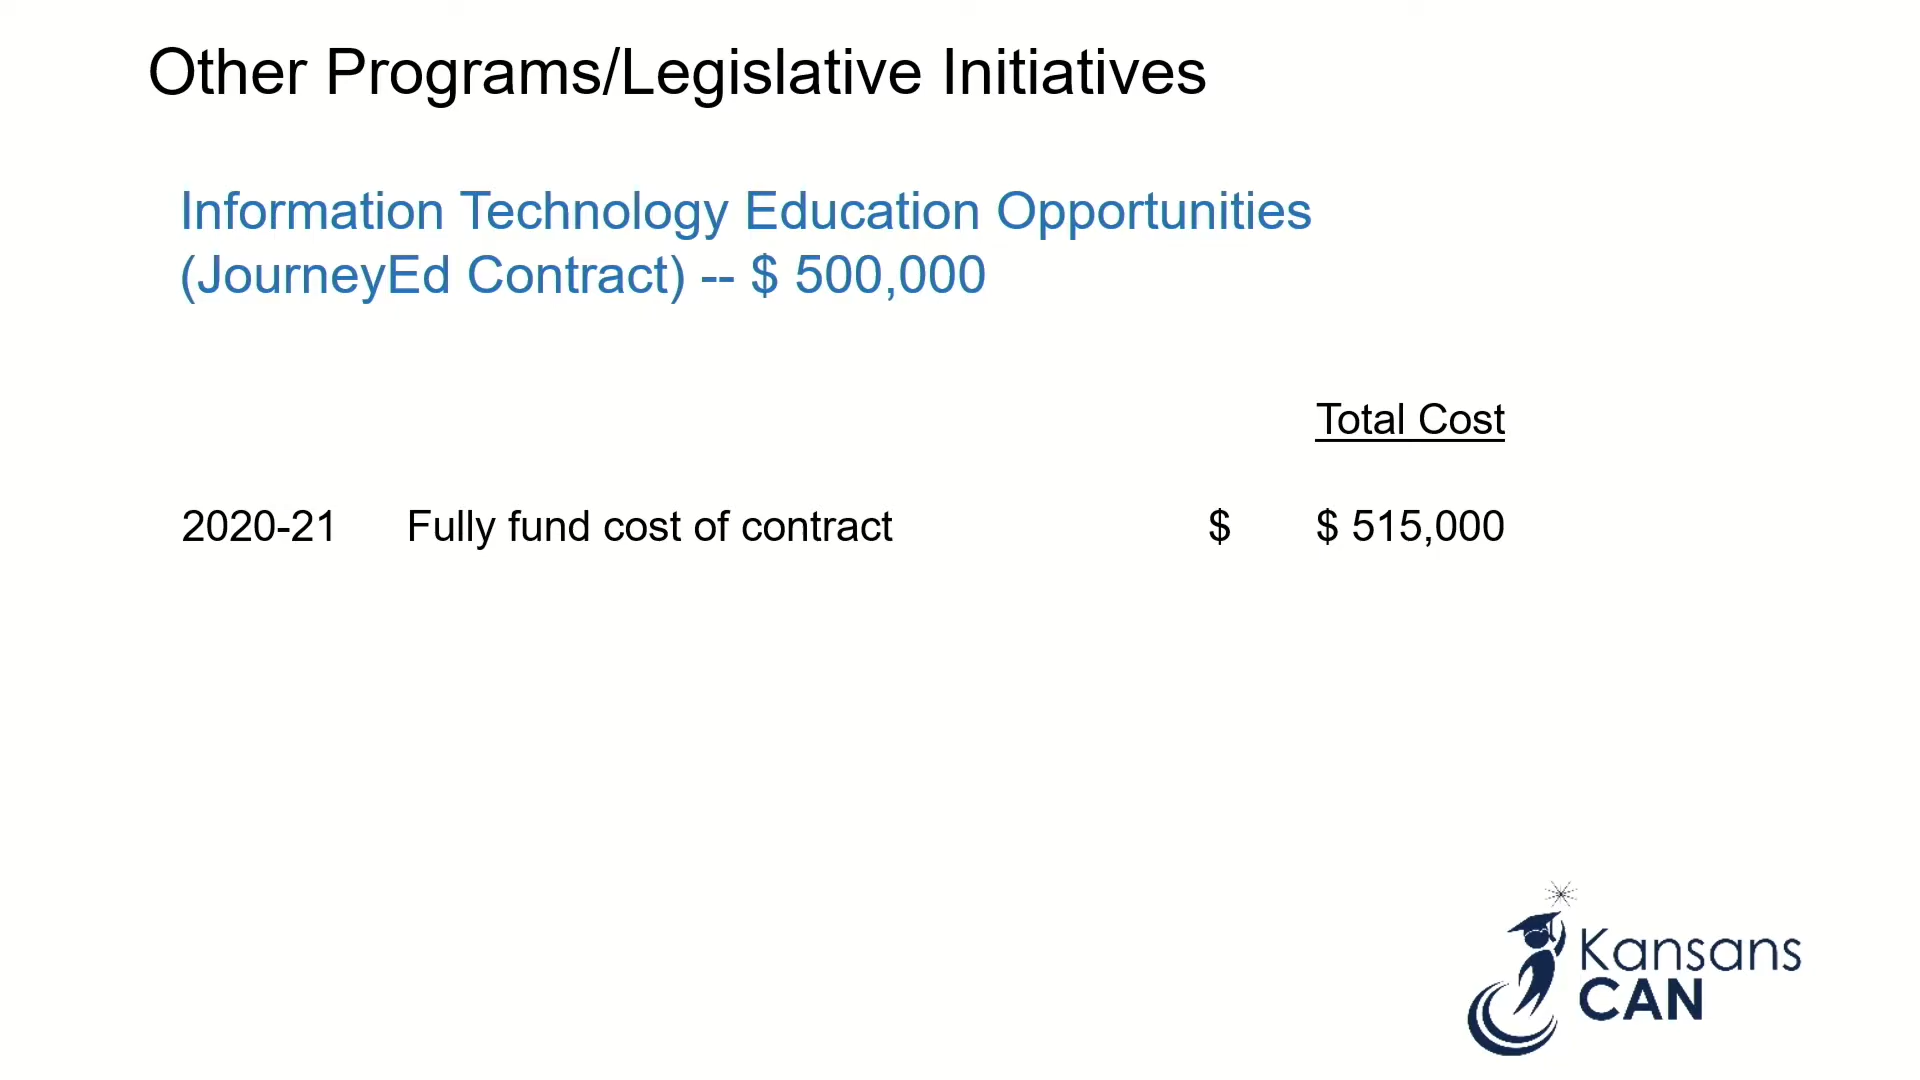 Other Programs/Legislative Initiatives
Information Technology Education Opportunities
(JourneyEd Contract) -- $ 500,000
Total Cost
2020-21 Fully fund cost of contract $ $ 515,000
Kansans
CAN